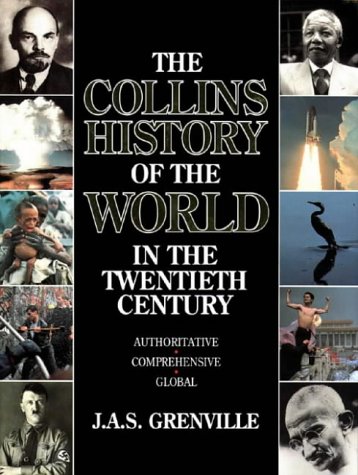 THE
COLLINS
HISTORY
OF THE
WORLD
IN THE
TWENTIETH
CENTURY
AUTHORITATIVE
•
COMPREHENSIVE
•
GLOBAL
J.A.S. GRENVILLE